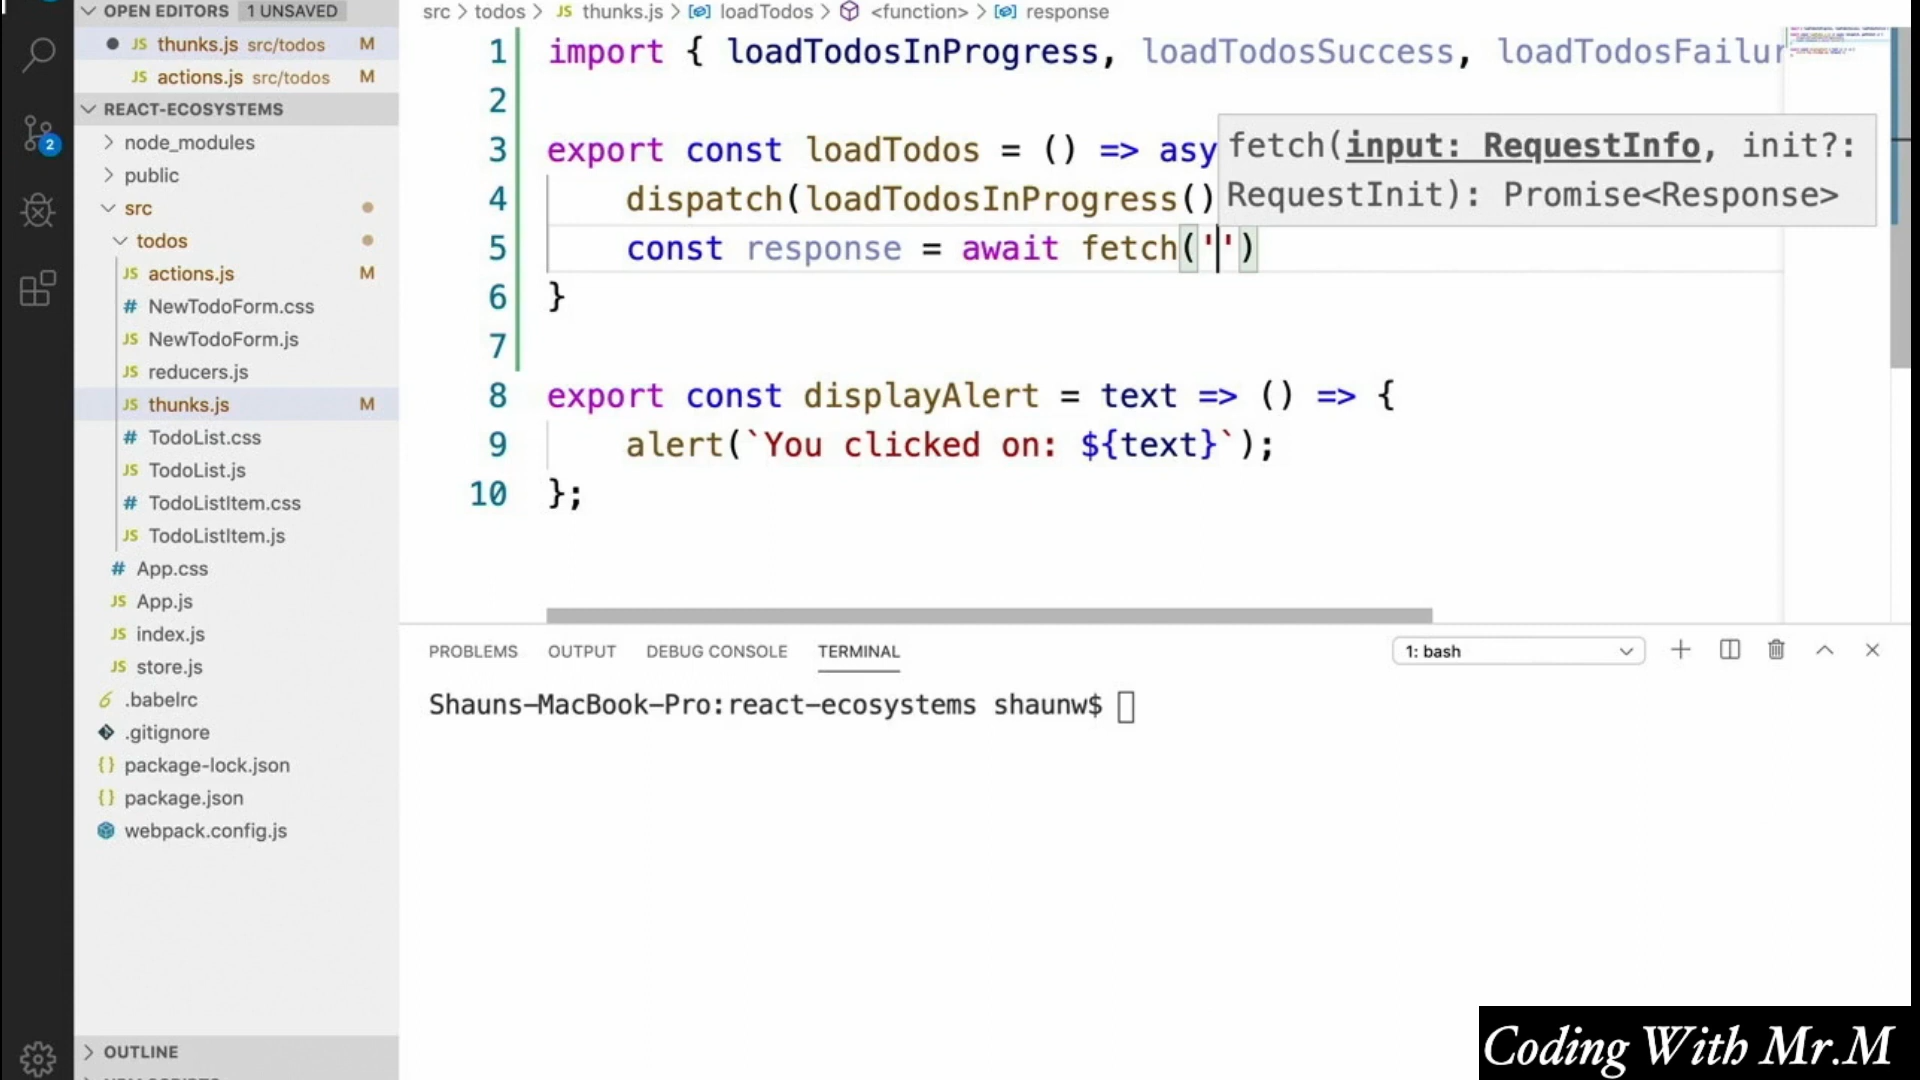 OPEN EDITORS 1 UNSAVED
JS thunks.js src/todos M
JS actions.js src/todos M
REACT-ECOSYSTEMS
node_modules
public
src
todos
JS actions.js M
# NewTodoForm.css
JS NewTodoForm.js
JS reducers.js
JS thunks.js M
# TodoList.css
JS TodoList.js
# TodoListItem.css
JS TodoListItem.js
# App.css
JS App.js
JS index.js
JS store.js
.babelrc
.gitignore
{} package-lock.json
{} package.json
webpack.config.js
OUTLINE
2
src > todos > JS thunks.js > loadTodos > <function> > response
1 import { loadTodosInProgress, loadTodosSuccess, loadTodosFailur
2
3 export const loadTodos = () => asy
4 dispatch(loadTodosInProgress()
5 const response = await fetch('')
6 }
7
8 export const displayAlert = text => () => {
9 alert(`You clicked on: ${text}`);
10 };
fetch(input: RequestInfo, init?:
RequestInit): Promise<Response>
PROBLEMS OUTPUT DEBUG CONSOLE TERMINAL 1: bash
Shauns-MacBook-Pro:react-ecosystems shaunw$
Coding With Mr.M